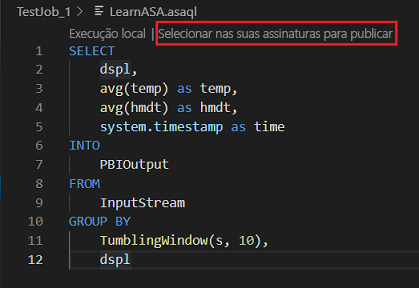 TestJob_1 > LearnASA.asaql
Execução local | Selecionar nas suas assinaturas para publicar
1 SELECT
2 dspl,
3 avg(temp) as temp,
4 avg(hmdt) as hmdt,
5 system.timestamp as time
6 INTO
7 PBIOutput
8 FROM
9 InputStream
10 GROUP BY
11 TumblingWindow(s, 10),
12 dspl